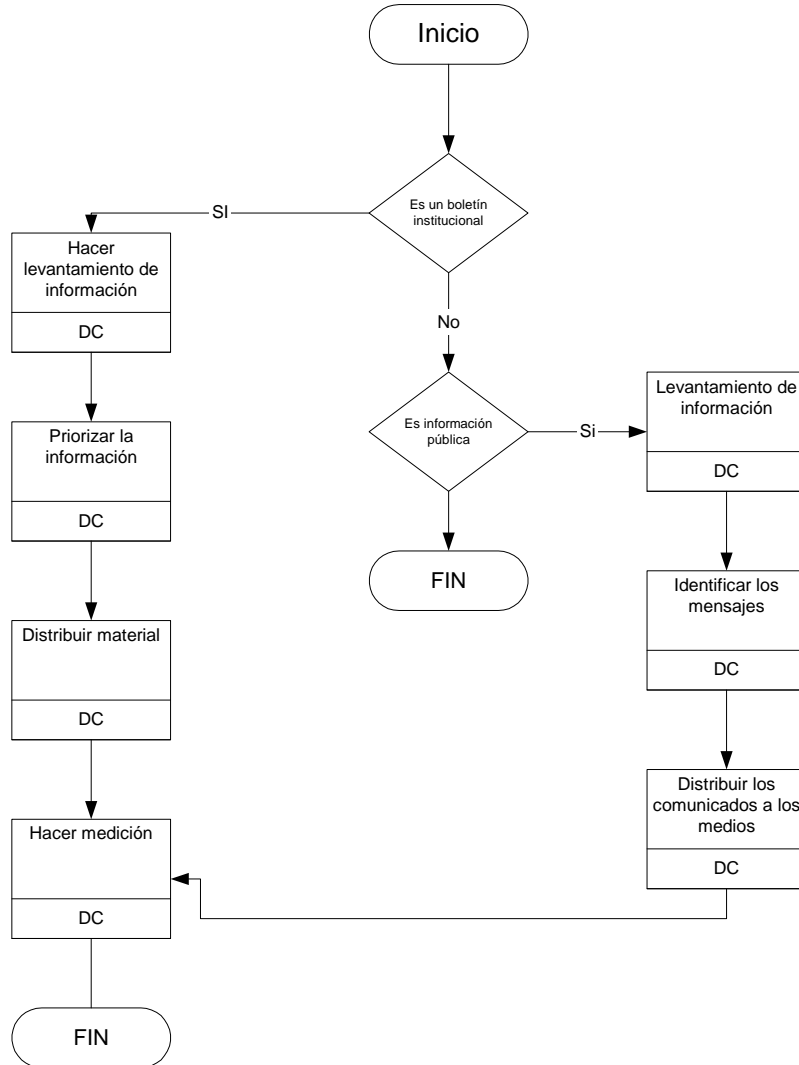 Inicio
Es un boletín
institucional
SI
Hacer
levantamiento de
información
DC
No
Es información
pública
Si
Levantamiento de
información
DC
Priorizar la
información
DC
FIN
Identificar los
mensajes
DC
Distribuir material
DC
Distribuir los
comunicados a los
medios
DC
Hacer medición
DC
FIN